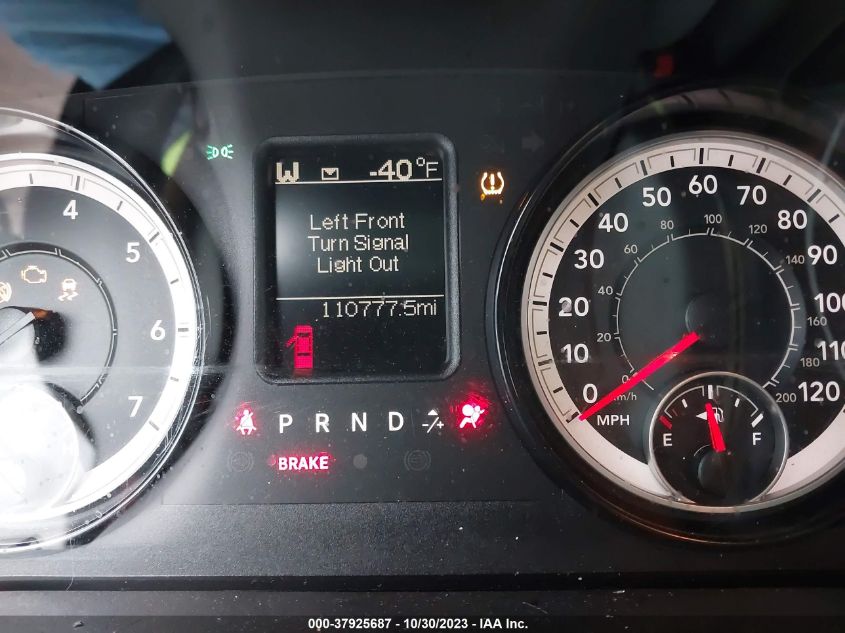 W -40°F
Left Front
Turn Signal
Light Out
110777.5mi
P R N D -/+
BRAKE
4
5
6
7
0 10 20 30 40 50 60 70 80 90 100 110 120
MPH
0 20 40 60 80 100 120 140 160 180 200
km/h
E F
000-37925687 - 10/30/2023 - © IAA Inc.